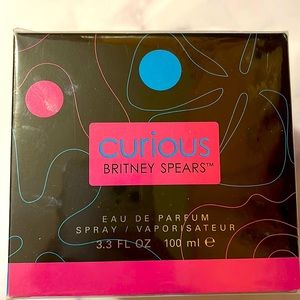 curious
BRITNEY SPEARS™
EAU DE PARFUM
SPRAY / VAPORISATEUR
3.3 FL OZ 100 ml ℮